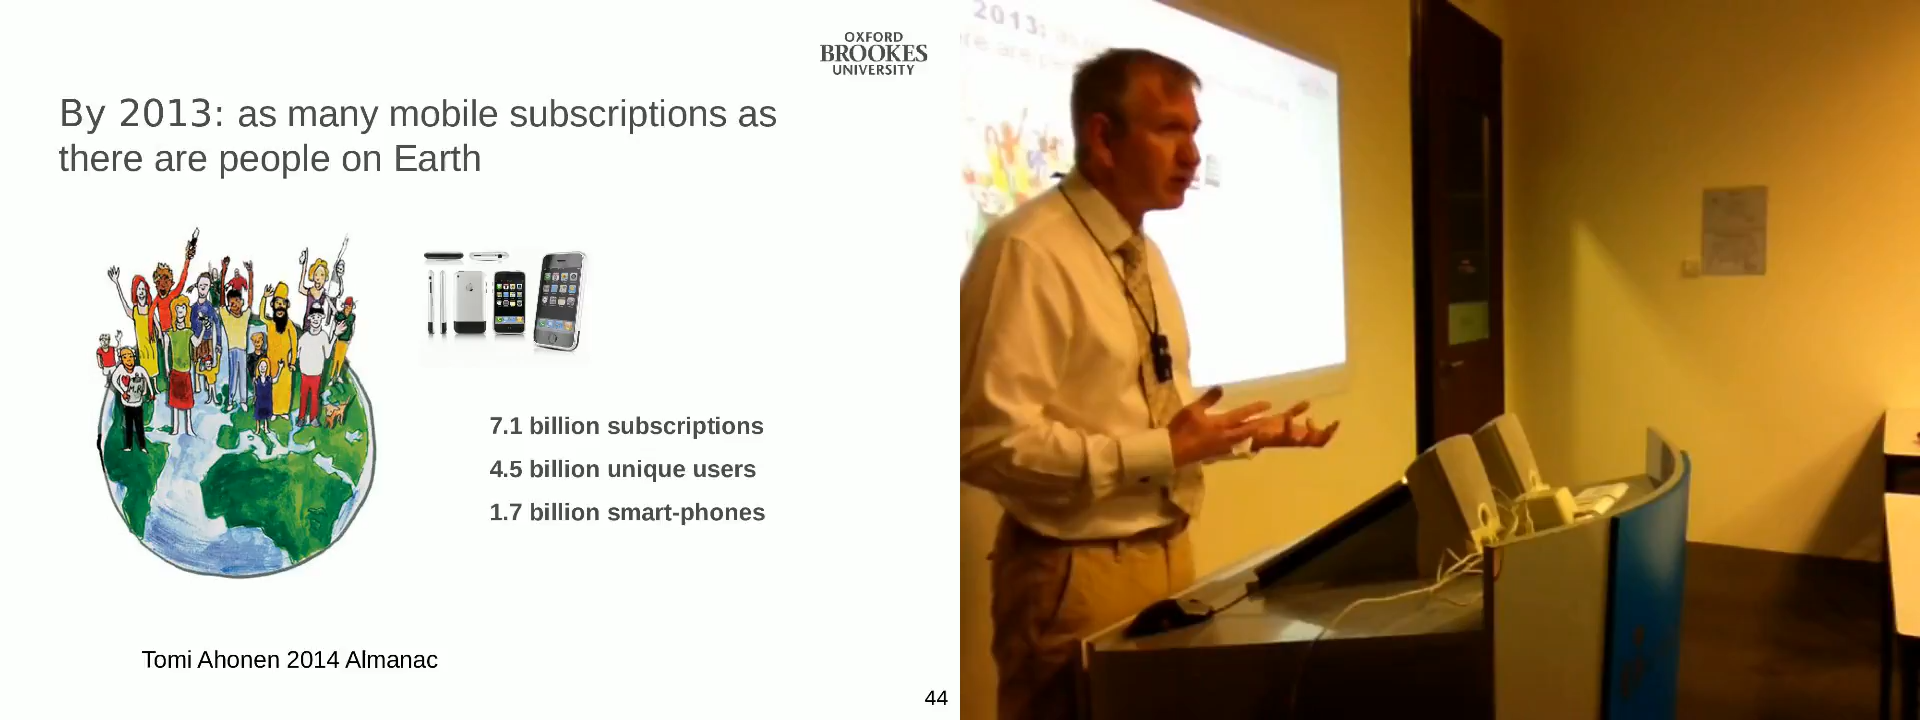 OXFORD
BROOKES
UNIVERSITY
By 2013: as many mobile subscriptions as
there are people on Earth
7.1 billion subscriptions
4.5 billion unique users
1.7 billion smart-phones
Tomi Ahonen 2014 Almanac
44
2013: